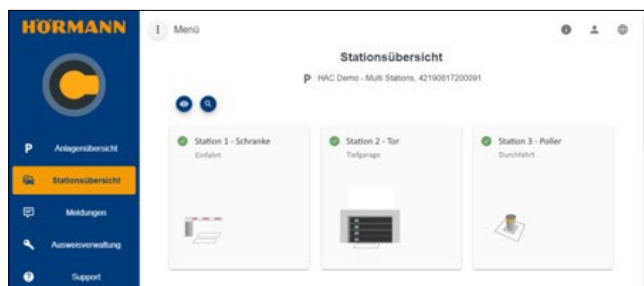 HÖRMANN
Menü
Stationsübersicht
P HAC Demo - Multi Stations, 42190817200091
P Anlagenübersicht
Stationsübersicht
Meldungen
Ausweisverwaltung
Support
Station 1 - Schranke
Einfahrt
Station 2 - Tor
Tiefgarage
Station 3 - Poller
Durchfahrt